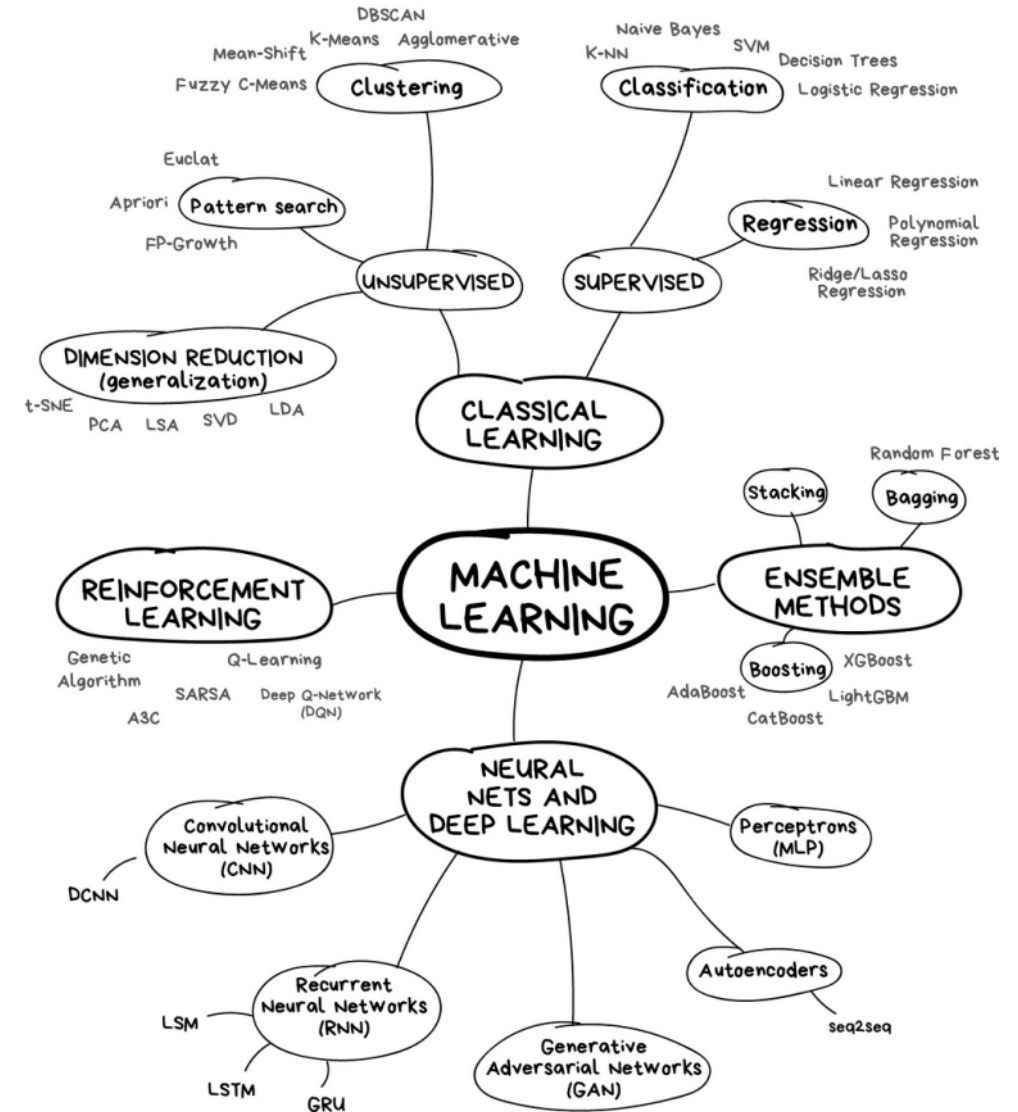 DBSCAN
K-Means
Agglomerative
Mean-Shift
Fuzzy C-Means
Clustering
Naive Bayes
K-NN
SVM
Decision Trees
Classification
Logistic Regression
Euclat
Apriori
Pattern search
FP-Growth
Linear Regression
Regression
Polynomial
Regression
Ridge/Lasso
Regression
UNSUPERVISED
SUPERVISED
DIMENSION REDUCTION
(generalization)
t-SNE
PCA
LSA
SVD
LDA
CLASSICAL
LEARNING
Random Forest
Stacking
Bagging
MACHINE
LEARNING
REINFORCEMENT
LEARNING
ENSEMBLE
METHODS
Genetic
Algorithm
Q-Learning
SARSA
Deep Q-Network
(DQN)
A3C
Boosting
XGBoost
AdaBoost
LightGBM
CatBoost
NEURAL
NETS AND
DEEP LEARNING
Convolutional
Neural Networks
(CNN)
DCNN
Perceptrons
(MLP)
Autoencoders
seq2seq
Recurrent
Neural Networks
(RNN)
LSM
LSTM
GRU
Generative
Adversarial Networks
(GAN)